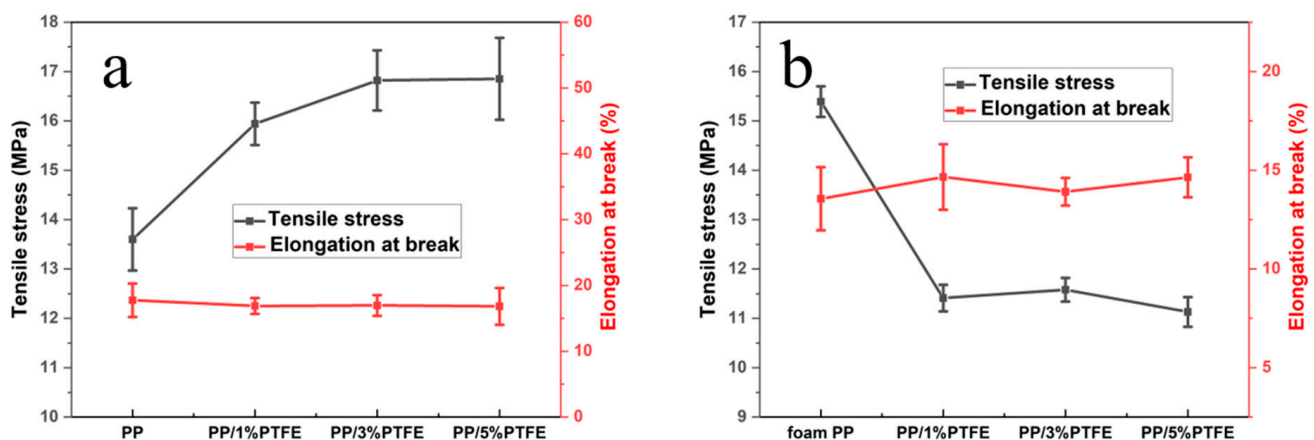 a
Tensile stress (MPa)
18
17
16
15
14
13
12
11
10
Tensile stress
Elongation at break
60
50
40
30
20
10
0
Elongation at break (%)
PP PP/1%PTFE PP/3%PTFE PP/5%PTFE
b
Tensile stress (MPa)
17
16
15
14
13
12
11
10
9
Tensile stress
Elongation at break
20
15
10
5
Elongation at break (%)
foam PP PP/1%PTFE PP/3%PTFE PP/5%PTFE